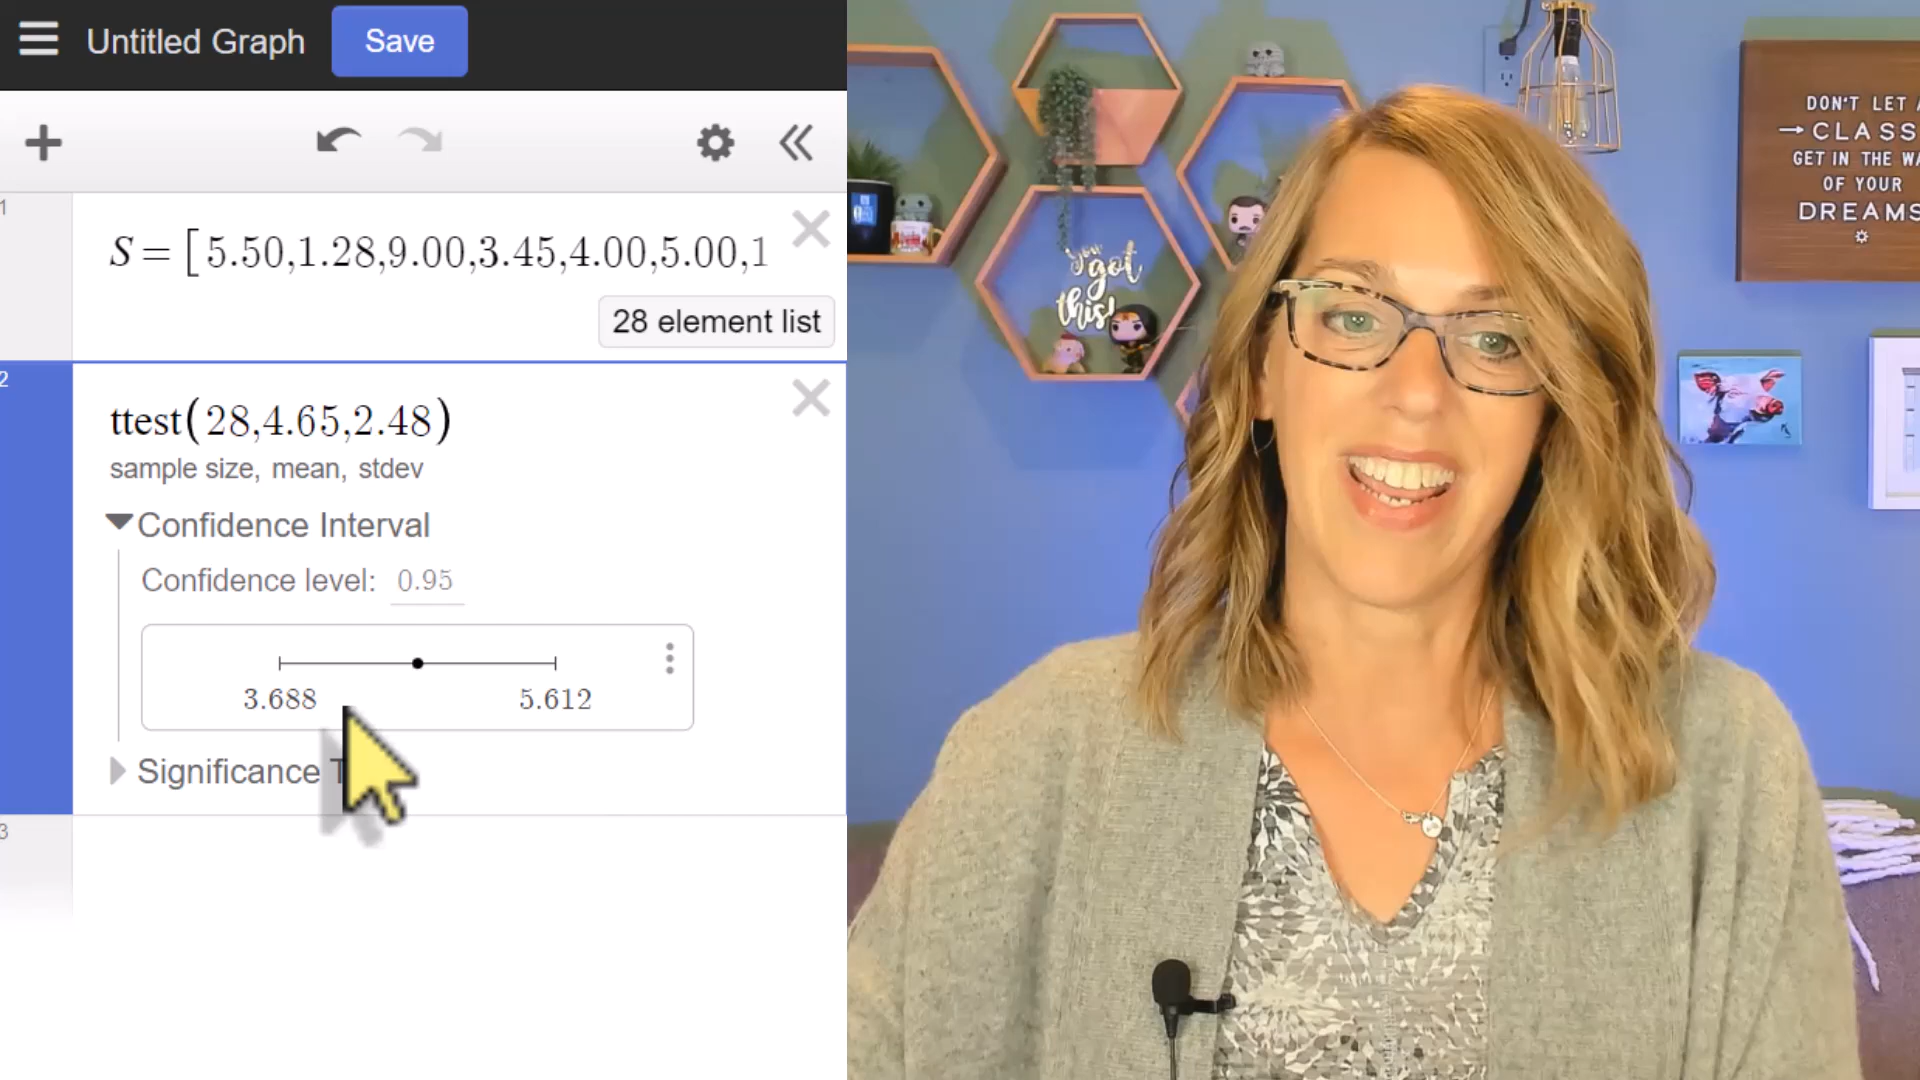 Untitled Graph
Save
1
S = [5.50,1.28,9.00,3.45,4.00,5.00,1
28 element list
2
ttest(28,4.65,2.48)
sample size, mean, stdev
Confidence Interval
Confidence level: 0.95
3.688 5.612
Significance T
3
DON'T LET A
→ CLASS
GET IN THE WA
OF YOUR
DREAMS
You
got
this!